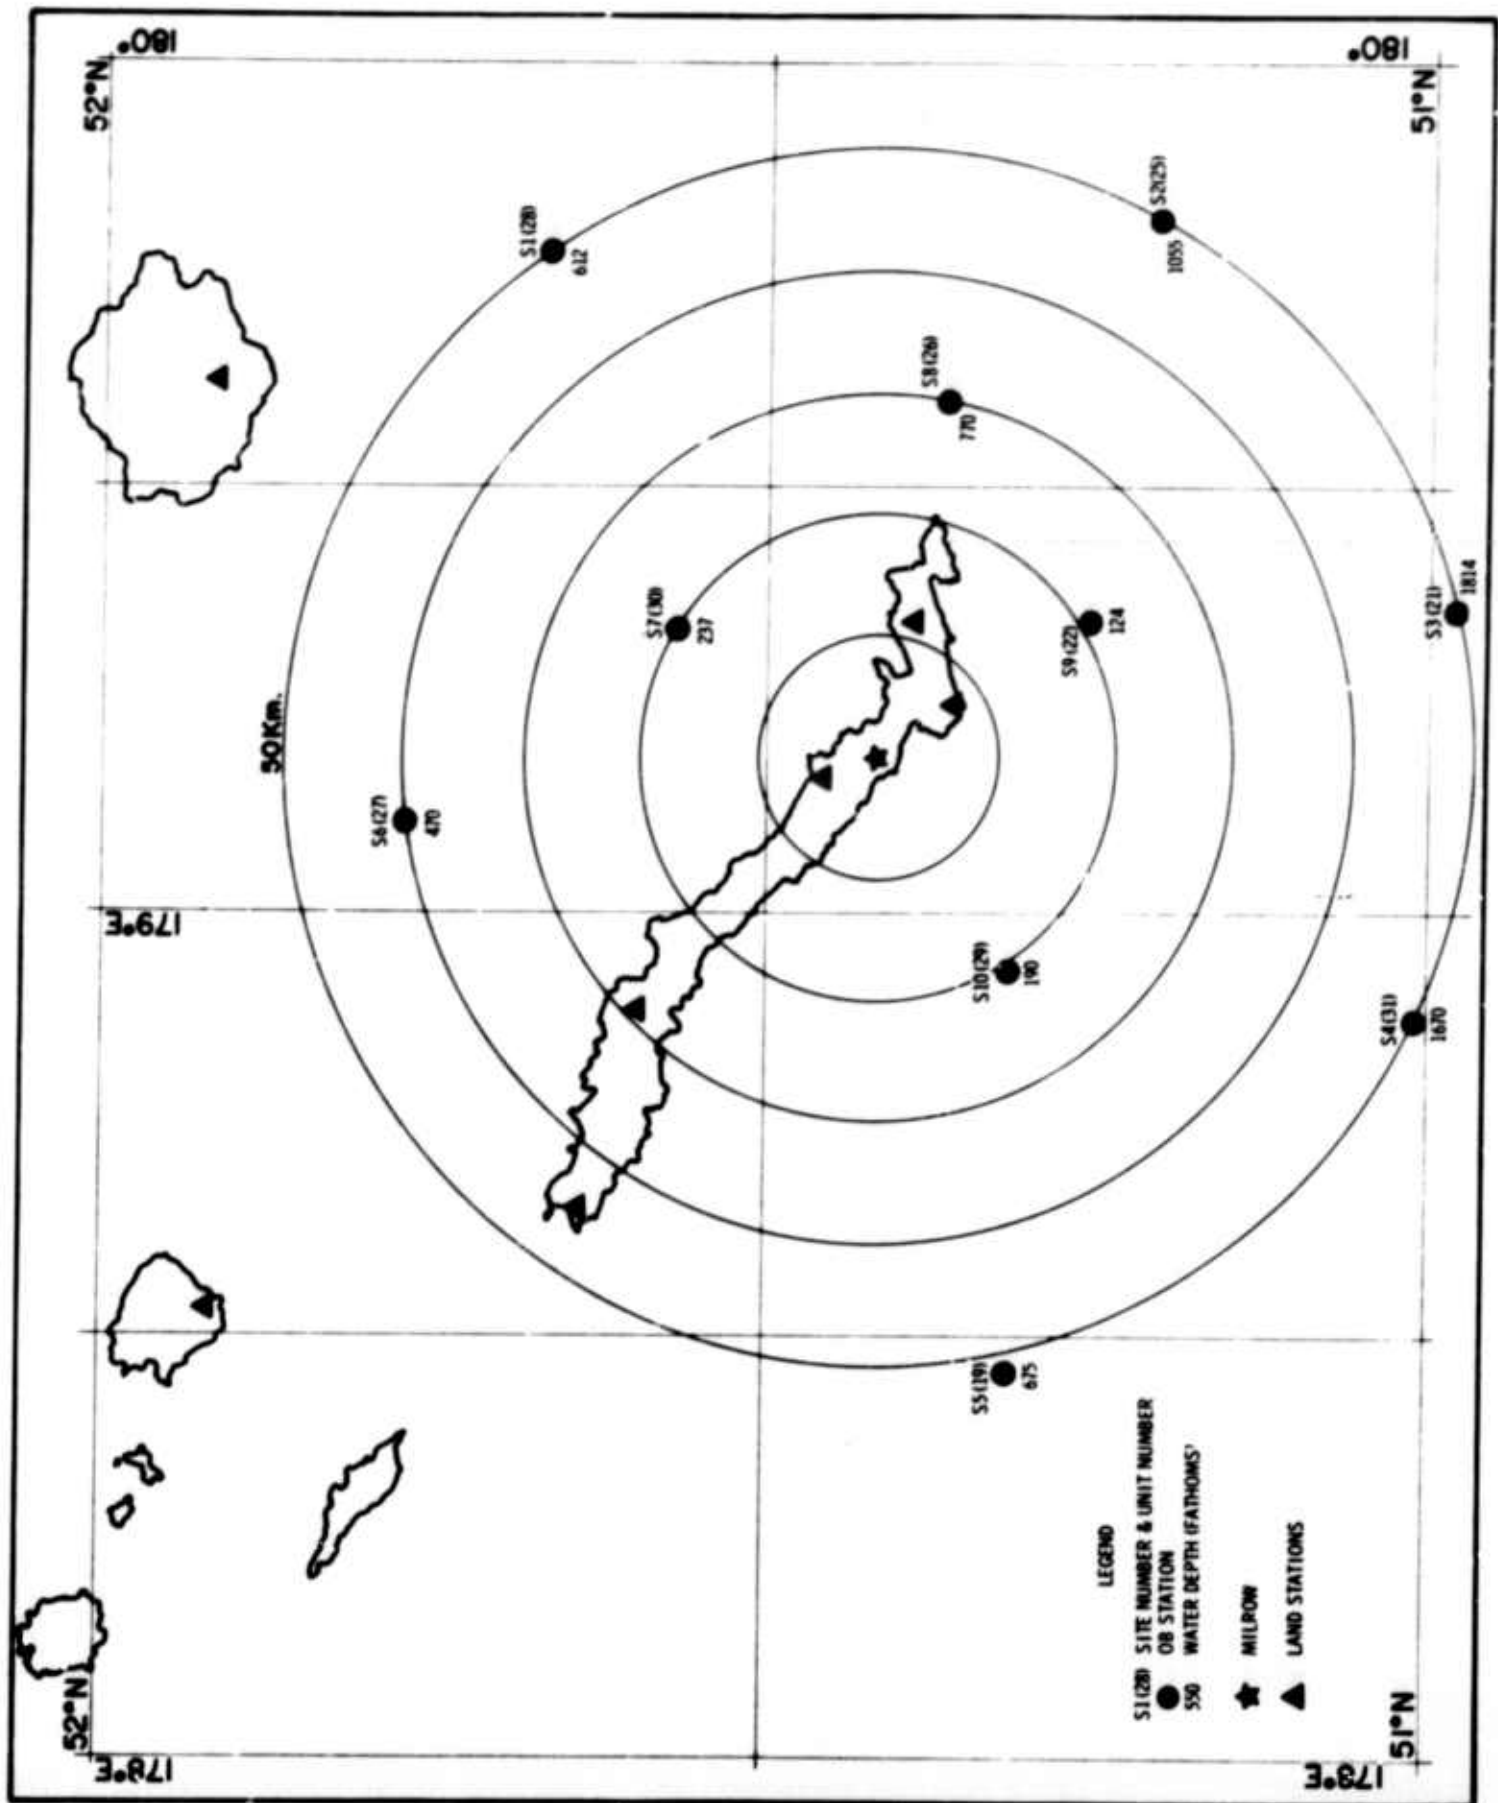 52°N
180°
180°
51°N
S1(28)
612
S2(25)
1055
S8(26)
770
S7(30)
237
S9(22)
124
S3(21)
1814
50Km.
S6(27)
470
179°E
S10(29)
190
S4(31)
1670
S5(19)
675
LEGEND
S1(28) SITE NUMBER & UNIT NUMBER
OB STATION
550 WATER DEPTH (FATHOMS)
MILROW
LAND STATIONS
52°N
178°E
51°N
178°E